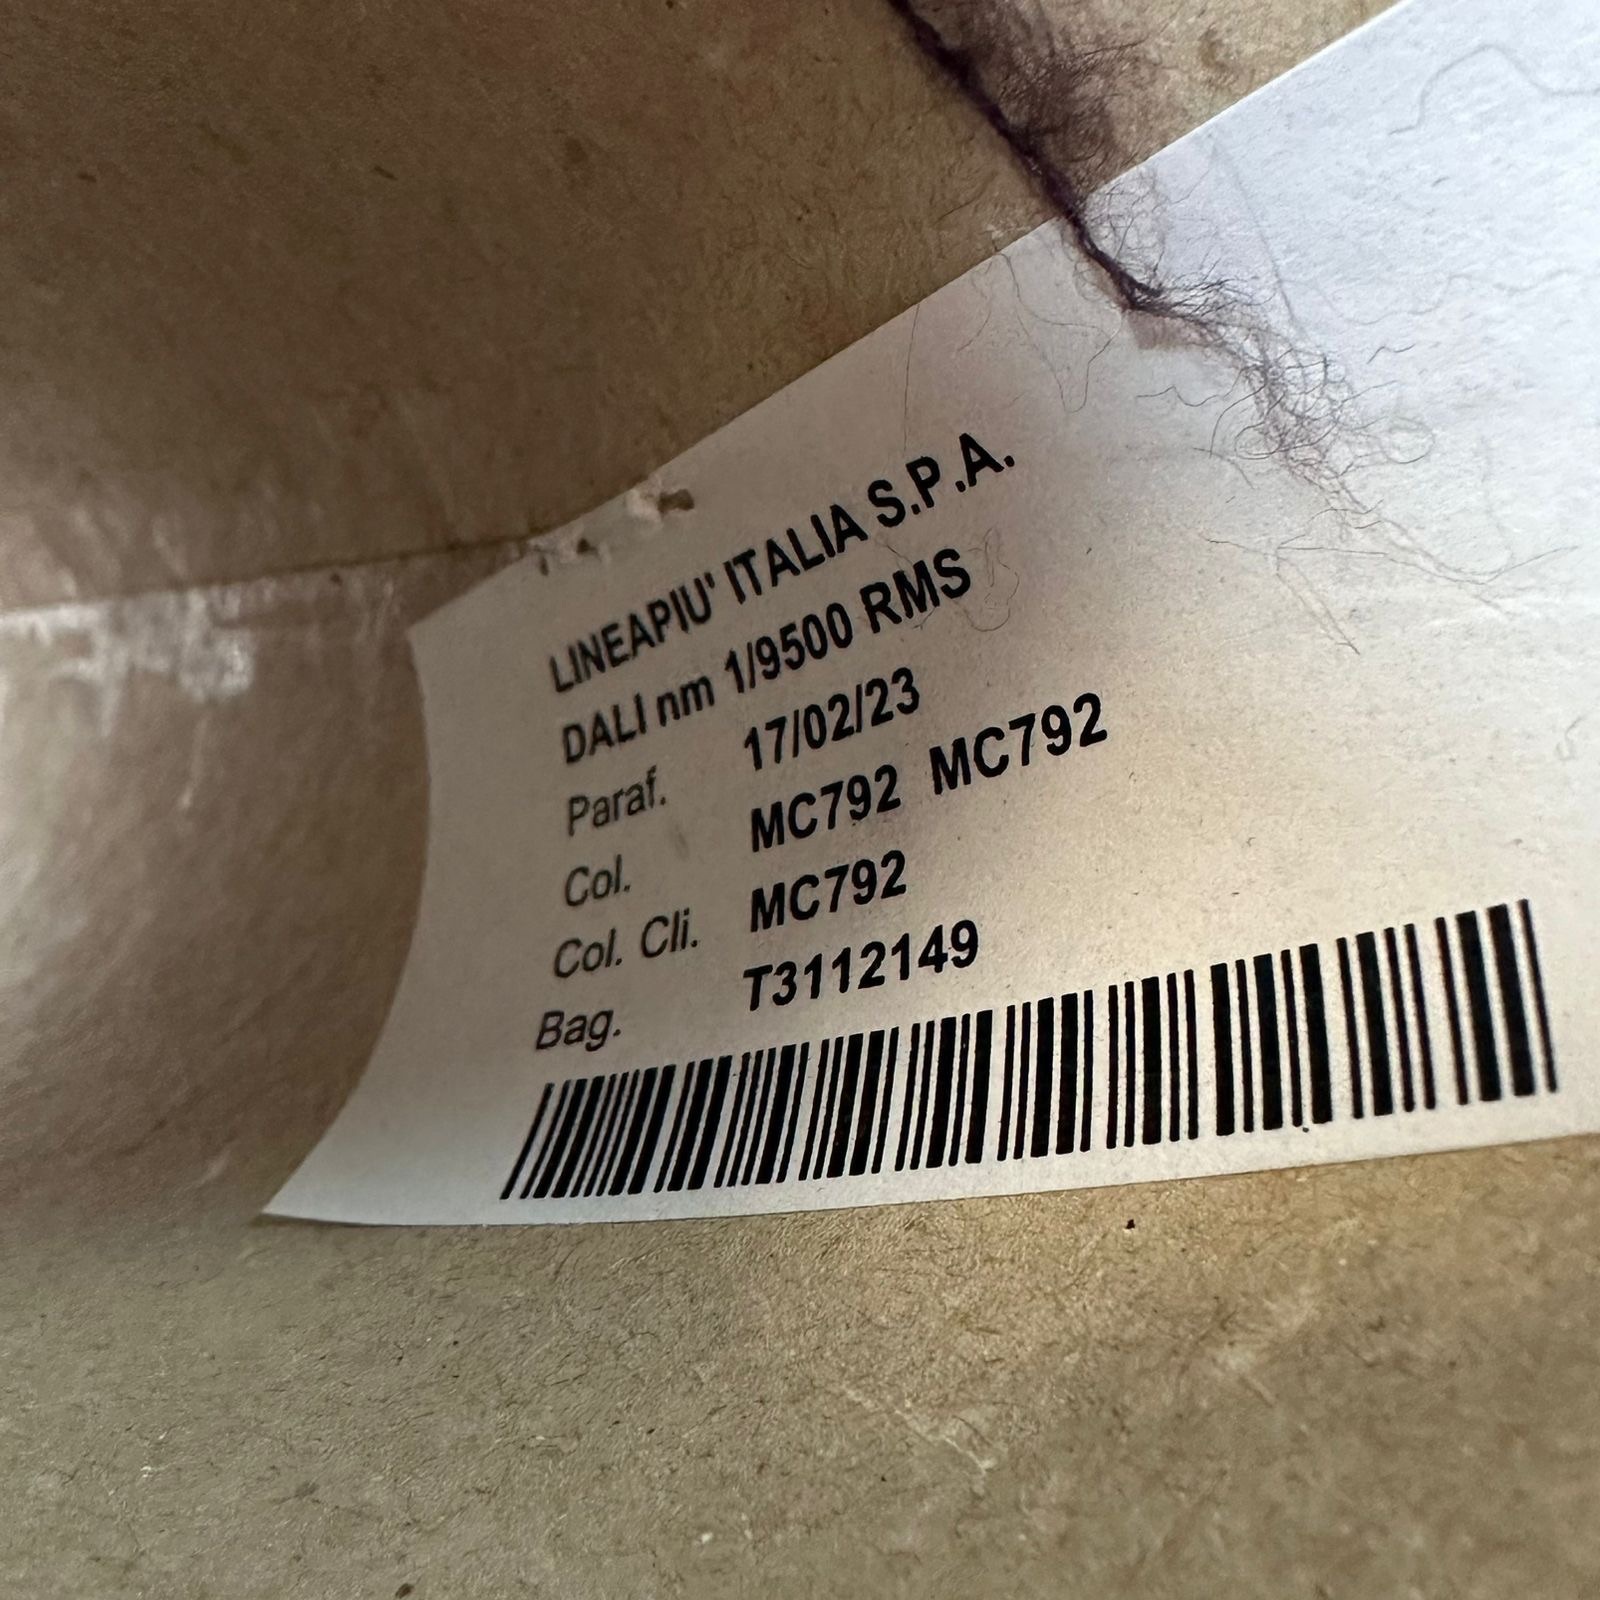 LINEAPIU' ITALIA S.P.A.
DALI nm 1/9500 RMS
Paraf. 17/02/23
Col. MC792 MC792
Col. Cli. MC792
Bag. T3112149